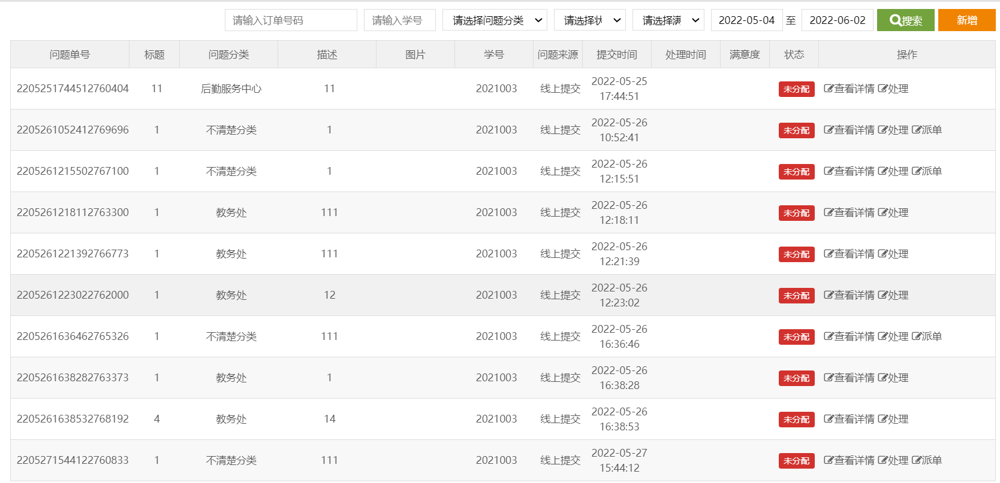 请输入订单号码 请输入学号 请选择问题分类 请选择状 请选择满 2022-05-04 至 2022-06-02 搜索 新增
问题单号 标题 问题分类 描述 图片 学号 问题来源 提交时间 处理时间 满意度 状态 操作
2205251744512760404 11 后勤服务中心 11 2021003 线上提交 2022-05-25 17:44:51 未分配 查看详情 处理
2205261052412769696 1 不清楚分类 1 2021003 线上提交 2022-05-26 10:52:41 未分配 查看详情 处理 派单
2205261215502767100 1 不清楚分类 1 2021003 线上提交 2022-05-26 12:15:51 未分配 查看详情 处理 派单
2205261218112763300 1 教务处 111 2021003 线上提交 2022-05-26 12:18:11 未分配 查看详情 处理
2205261221392766773 1 教务处 111 2021003 线上提交 2022-05-26 12:21:39 未分配 查看详情 处理
2205261223022762000 1 教务处 12 2021003 线上提交 2022-05-26 12:23:02 未分配 查看详情 处理
2205261636462765326 1 不清楚分类 111 2021003 线上提交 2022-05-26 16:36:46 未分配 查看详情 处理 派单
2205261638282763373 1 教务处 1 2021003 线上提交 2022-05-26 16:38:28 未分配 查看详情 处理
2205261638532768192 4 教务处 14 2021003 线上提交 2022-05-26 16:38:53 未分配 查看详情 处理
2205271544122760833 1 不清楚分类 111 2021003 线上提交 2022-05-27 15:44:12 未分配 查看详情 处理 派单